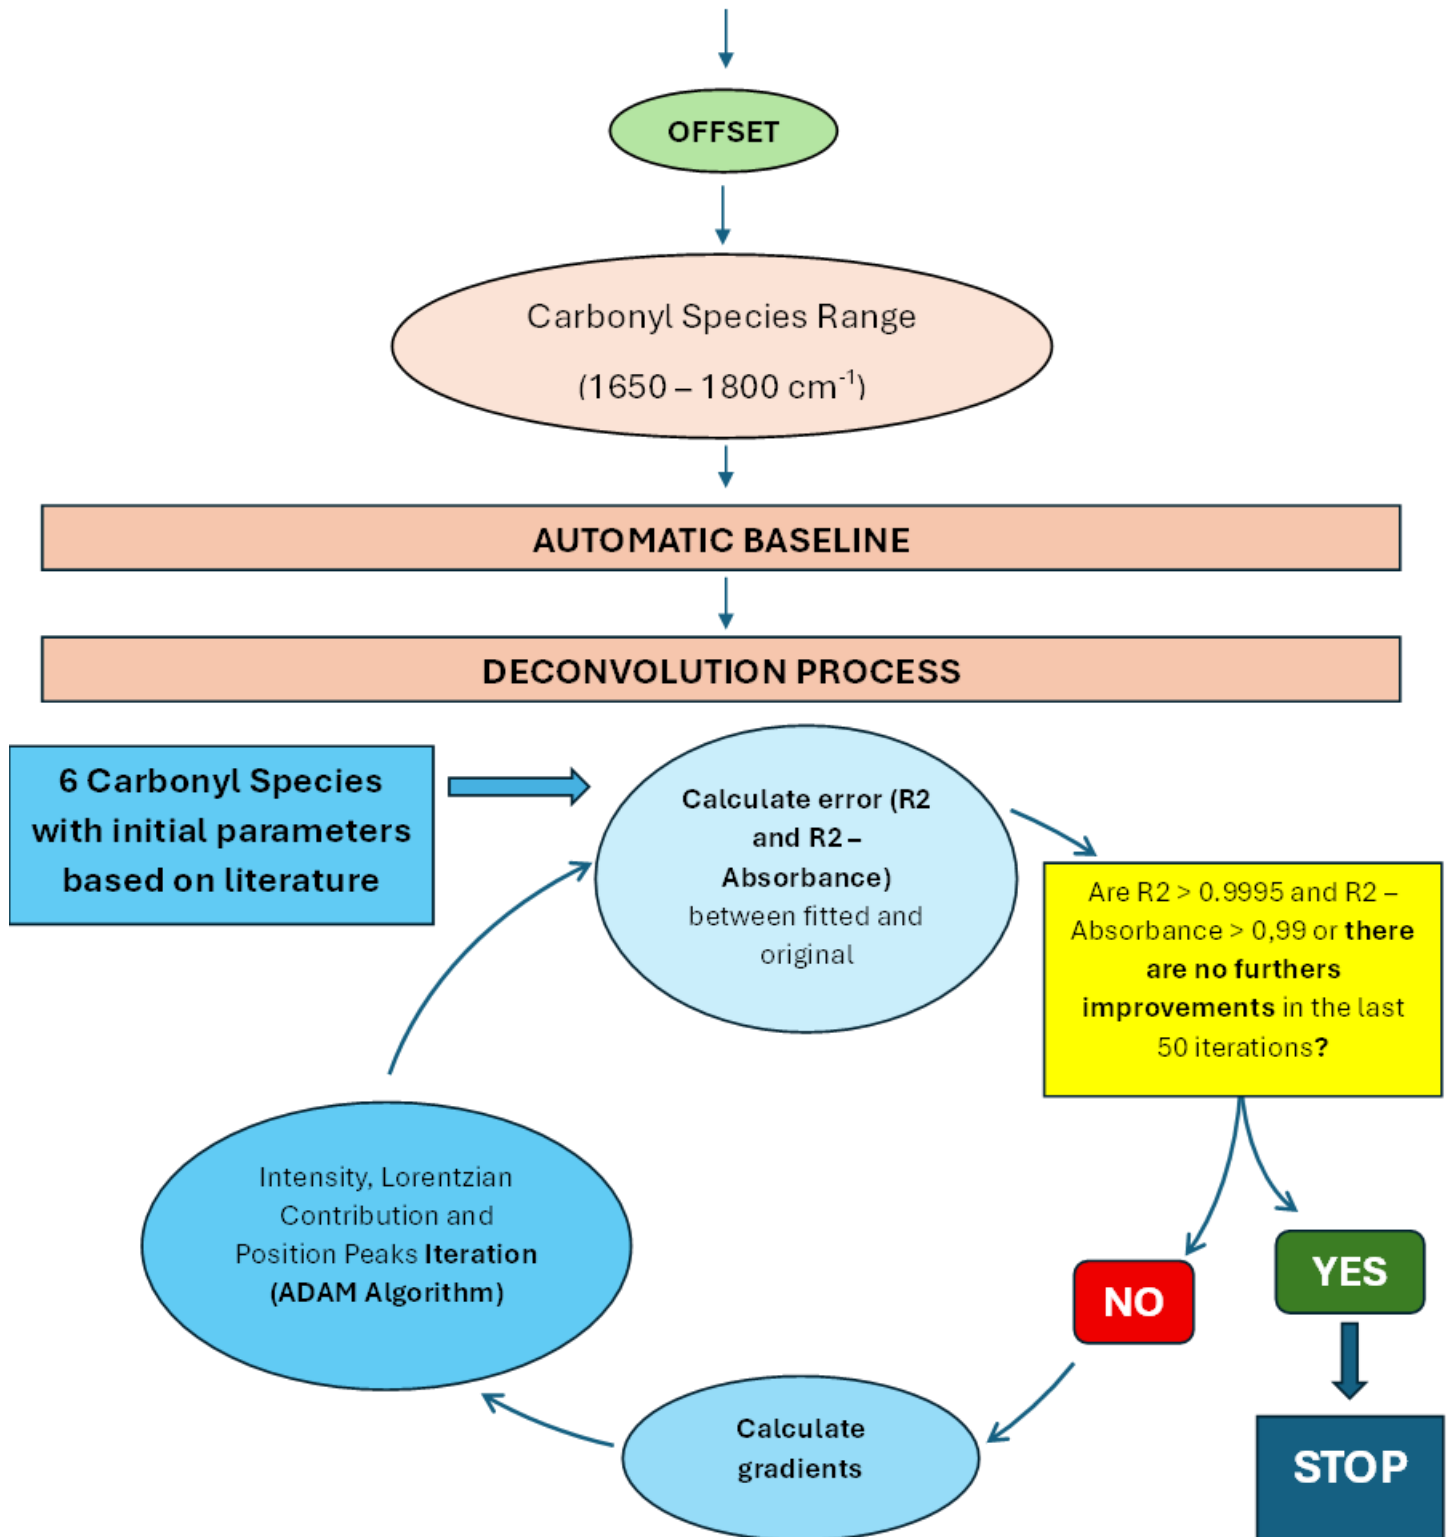 OFFSET
Carbonyl Species Range
(1650 – 1800 cm⁻¹)
AUTOMATIC BASELINE
DECONVOLUTION PROCESS
6 Carbonyl Species
with initial parameters
based on literature
Calculate error (R2
and R2 –
Absorbance)
between fitted and
original
Are R2 > 0.9995 and R2 –
Absorbance > 0,99 or there
are no furthers
improvements in the last
50 iterations?
Intensity, Lorentzian
Contribution and
Position Peaks Iteration
(ADAM Algorithm)
NO
YES
Calculate
gradients
STOP